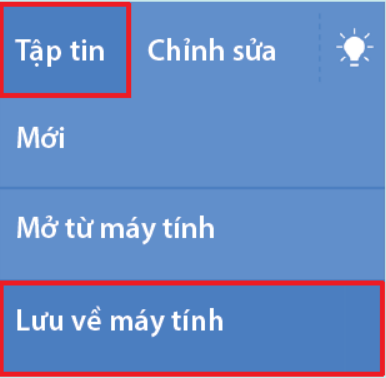 Tập tin Chỉnh sửa
Mới
Mở từ máy tính
Lưu về máy tính